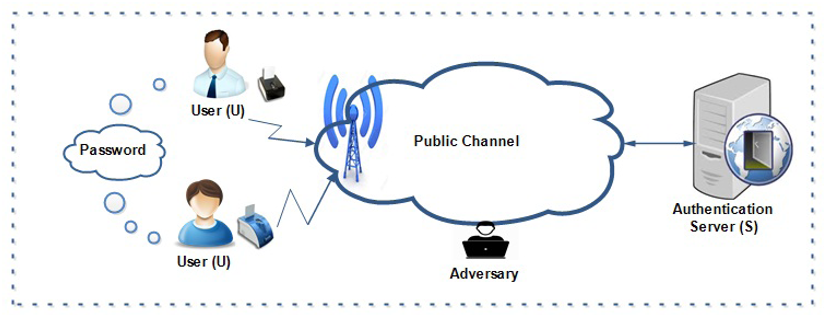 User (U)
Password
Public Channel
User (U)
Adversary
Authentication
Server (S)